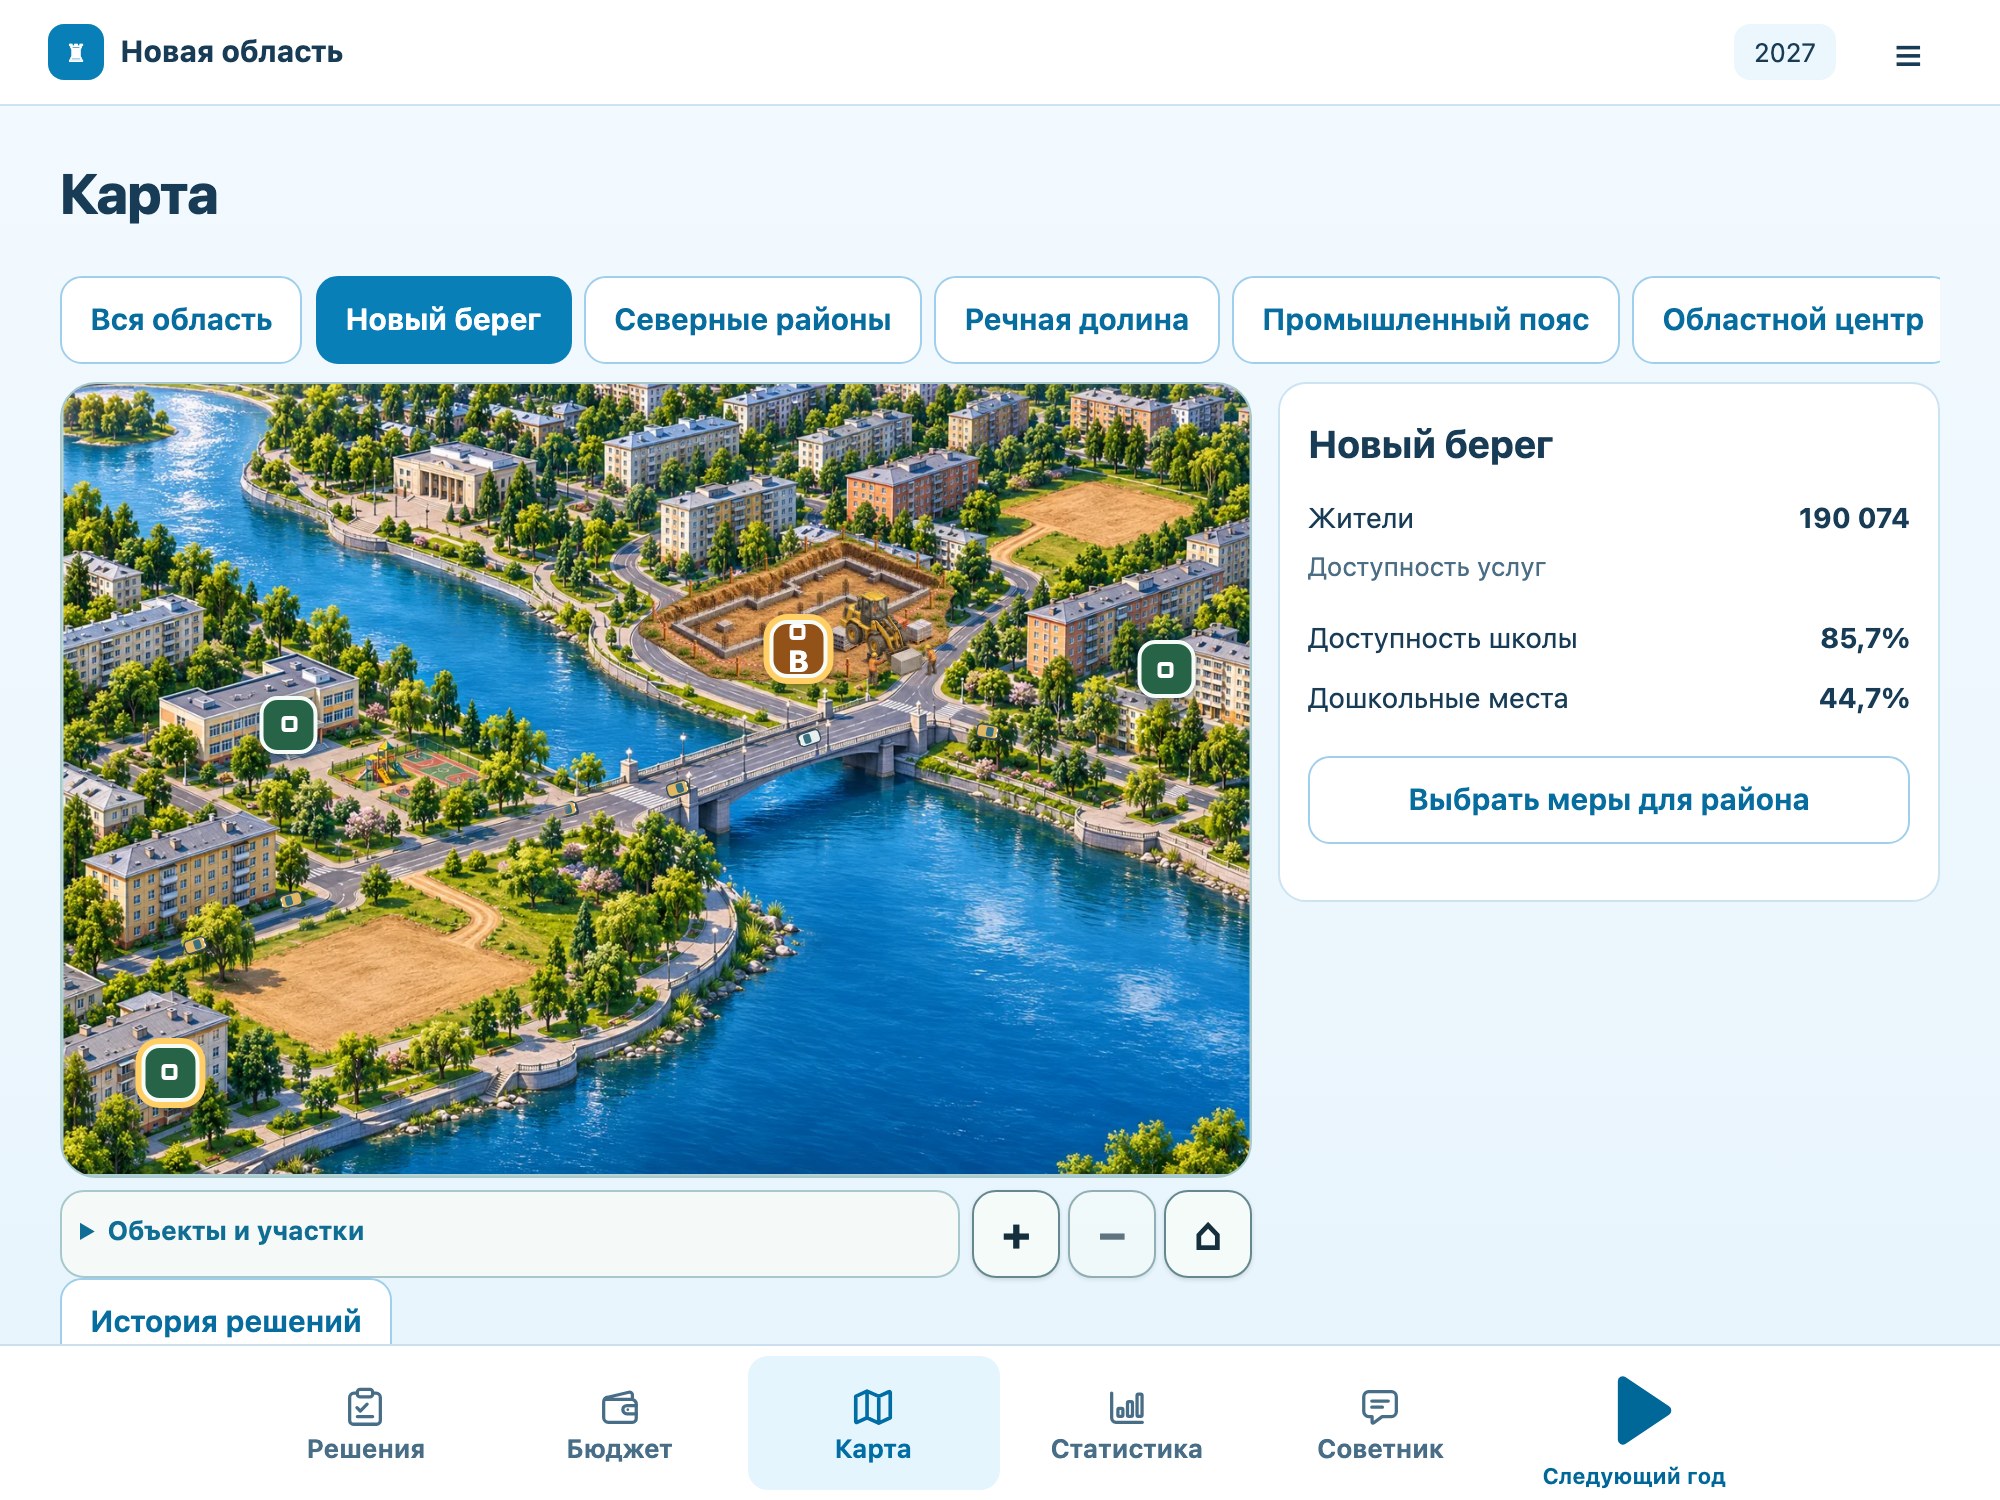 Новая область
2027
Карта
Вся область
Новый берег
Северные районы
Речная долина
Промышленный пояс
Областной центр
Новый берег
Жители 190 074
Доступность услуг
Доступность школы 85,7%
Дошкольные места 44,7%
Выбрать меры для района
В
Объекты и участки
История решений
Решения
Бюджет
Карта
Статистика
Советник
Следующий год